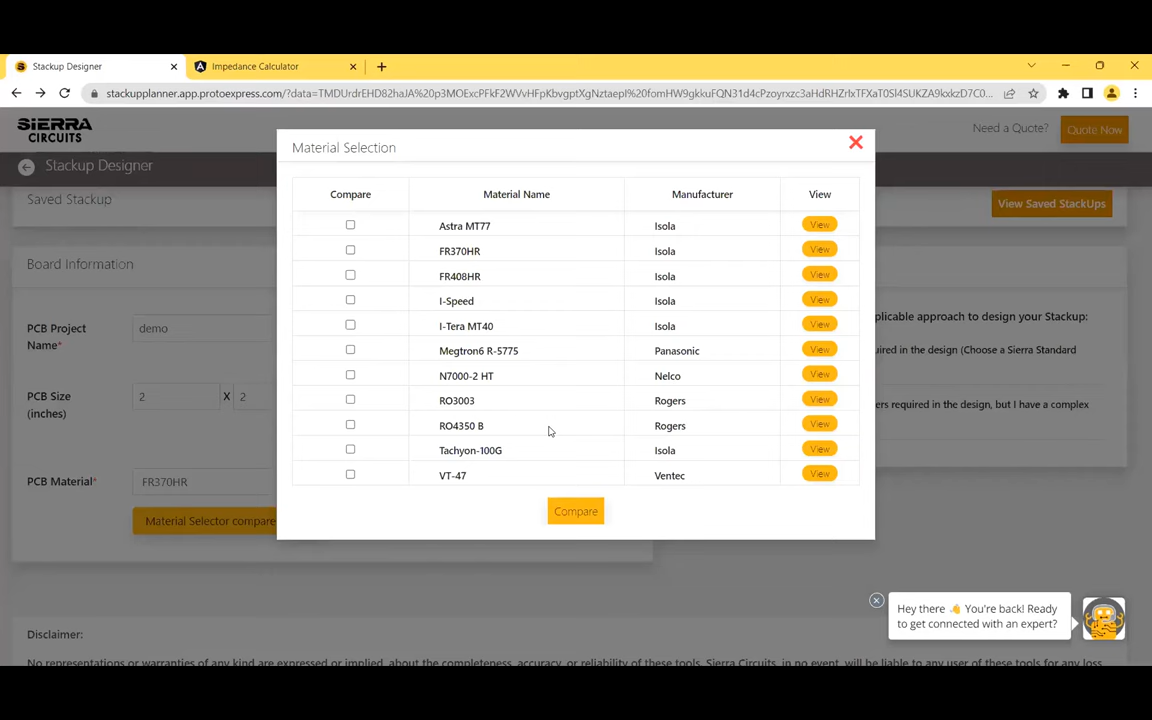 Stackup Designer
Impedance Calculator
stackupplanner.app.protoexpress.com/?data=
SIERRA
CIRCUITS
Need a Quote?
Quote Now
Stackup Designer
Saved Stackup
View Saved StackUps
Board Information
PCB Project
Name*
demo
PCB Size
(inches)
2
X
2
PCB Material*
FR370HR
Material Selector compare
Material Selection
Compare Material Name Manufacturer View
Astra MT77 Isola View
FR370HR Isola View
FR408HR Isola View
I-Speed Isola View
I-Tera MT40 Isola View
Megtron6 R-5775 Panasonic View
N7000-2 HT Nelco View
RO3003 Rogers View
RO4350 B Rogers View
Tachyon-100G Isola View
VT-47 Ventec View
Compare
plicable approach to design your Stackup:
uired in the design (Choose a Sierra Standard
ers required in the design, but I have a complex
Hey there 👋 You're back! Ready
to get connected with an expert?
Disclaimer:
No representations or warranties of any kind are expressed or implied, about the completeness, accuracy, or reliability of these tools. Sierra Circuits, in no event, will be liable to any user of these tools for any loss